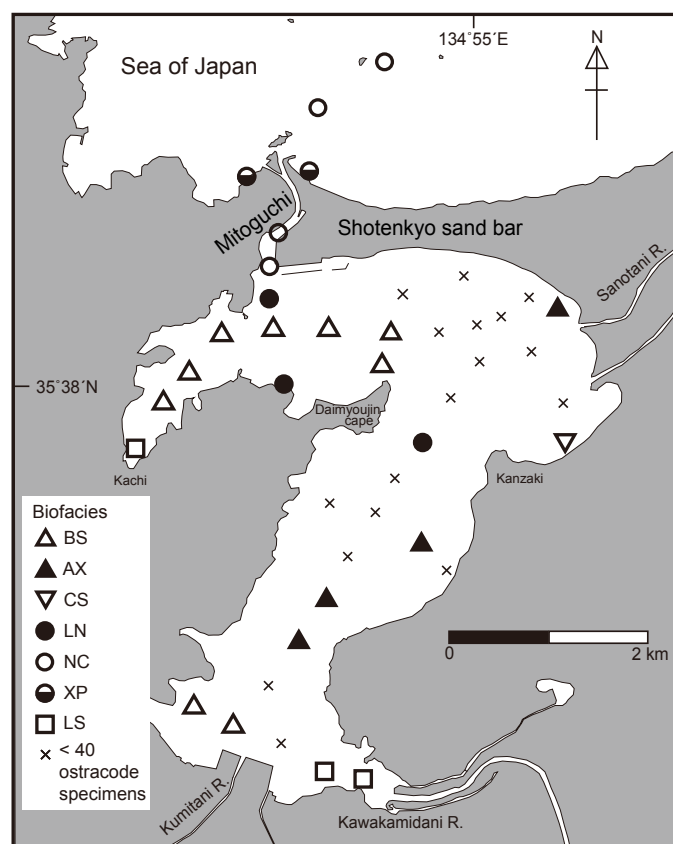 134˚55´E
Sea of Japan
N
Mitoguchi
Shotenkyo sand bar
Sanotani R.
35˚38´N
Daimyoujin
cape
Kachi
Kanzaki
Biofacies
BS
AX
CS
LN
NC
XP
LS
< 40
ostracode
specimens
0
2 km
Kumitani R.
Kawakamidani R.